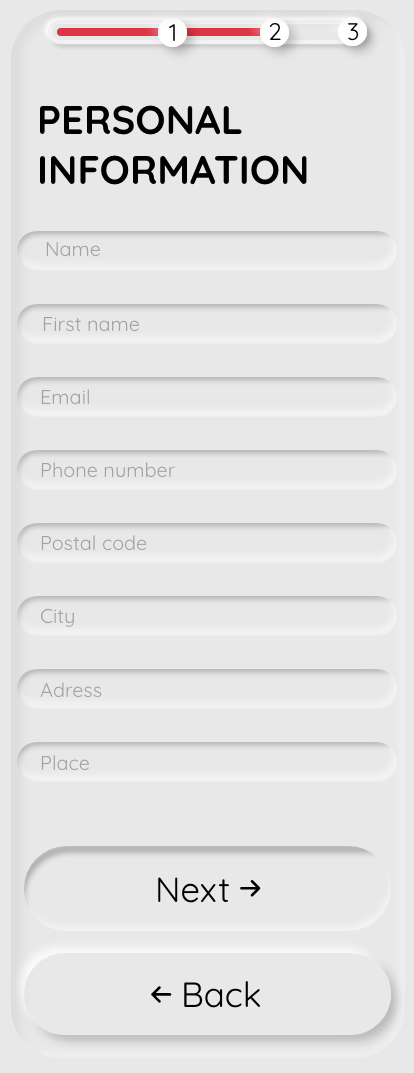 1 2 3
PERSONAL
INFORMATION
Name
First name
Email
Phone number
Postal code
City
Adress
Place
Next →
← Back